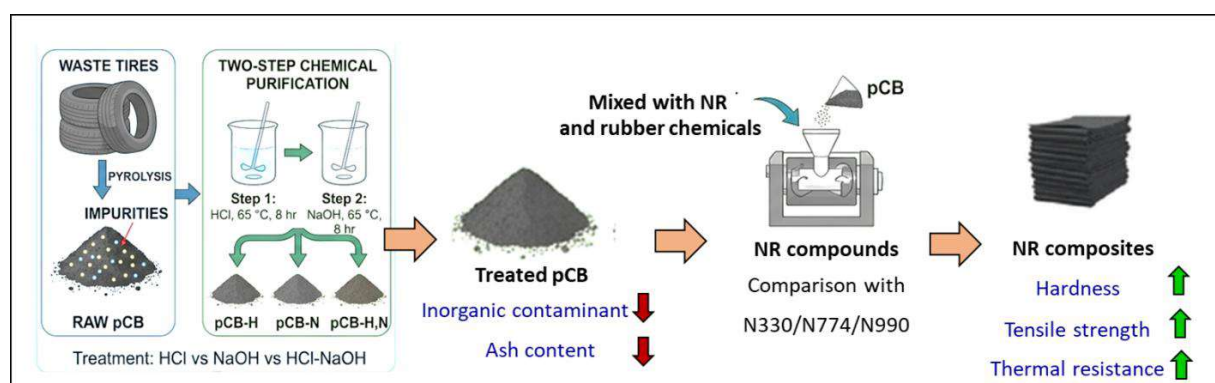 WASTE TIRES
PYROLYSIS
IMPURITIES
RAW pCB
TWO-STEP CHEMICAL
PURIFICATION
Step 1:
HCl, 65 °C, 8 hr
Step 2:
NaOH, 65 °C,
8 hr
pCB-H
pCB-N
pCB-H,N
Treatment: HCl vs NaOH vs HCl-NaOH
Treated pCB
Inorganic contaminant
Ash content
Mixed with NR
and rubber chemicals
pCB
NR compounds
Comparison with
N330/N774/N990
NR composites
Hardness
Tensile strength
Thermal resistance